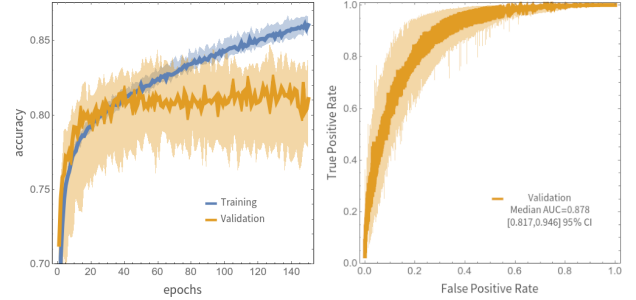 0.85
0.80
0.75
0.70
accuracy
0
20
40
60
80
100
120
140
epochs
Training
Validation
1.0
0.8
0.6
0.4
0.2
0.0
True Positive Rate
0.0
0.2
0.4
0.6
0.8
1.0
False Positive Rate
Validation
Median AUC=0.878
[0.817,0.946] 95% CI